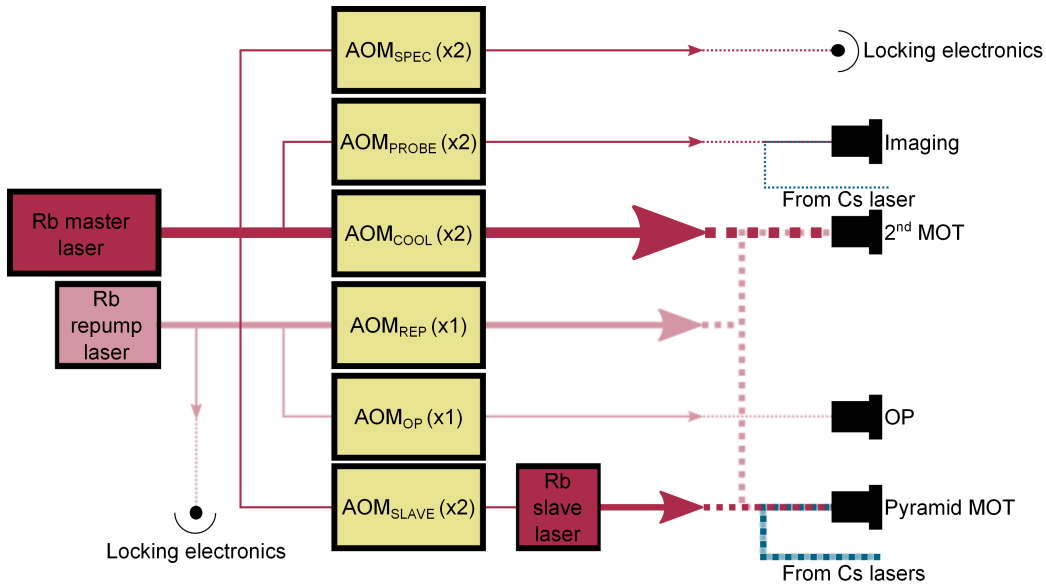 AOMSPEC (x2)
Locking electronics
AOMPROBE (x2)
Imaging
From Cs laser
Rb master
laser
AOMCOOL (x2)
2nd MOT
Rb
repump
laser
AOMREP (x1)
AOMOP (x1)
OP
Rb
slave
laser
AOMSLAVE (x2)
Pyramid MOT
Locking electronics
From Cs lasers